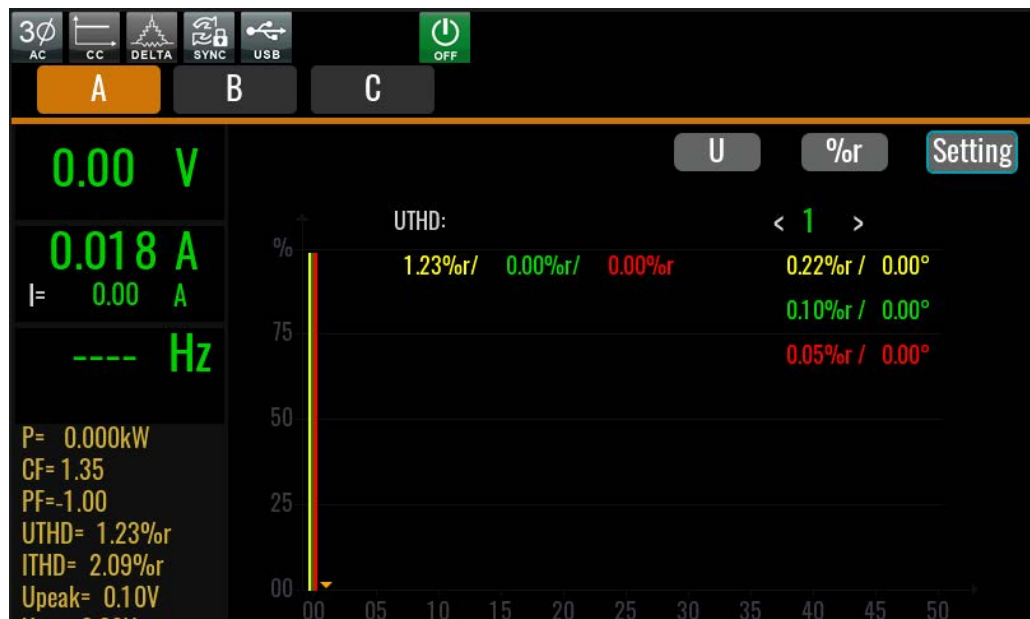 3Ø AC
CC
DELTA
SYNC
USB
OFF
A B C
0.00 V
0.018 A
I= 0.00 A
---- Hz
P= 0.000kW
CF= 1.35
PF=-1.00
UTHD= 1.23%r
ITHD= 2.09%r
Upeak= 0.10V
U %r Setting
UTHD: < 1 >
1.23%r/ 0.00%r/ 0.00%r 0.22%r / 0.00°
0.10%r / 0.00°
0.05%r / 0.00°
%
75
50
25
00
00 05 10 15 20 25 30 35 40 45 50